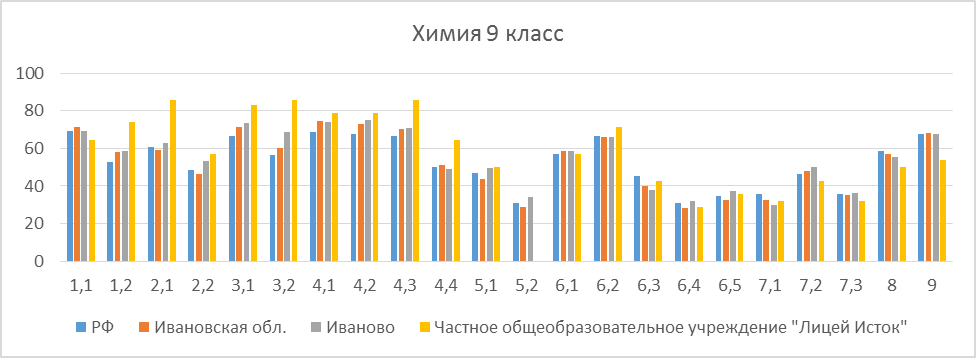 Химия 9 класс
100
80
60
40
20
0
1,1 1,2 2,1 2,2 3,1 3,2 4,1 4,2 4,3 4,4 5,1 5,2 6,1 6,2 6,3 6,4 6,5 7,1 7,2 7,3 8 9
РФ Ивановская обл. Иваново Частное общеобразовательное учреждение "Лицей Исток"